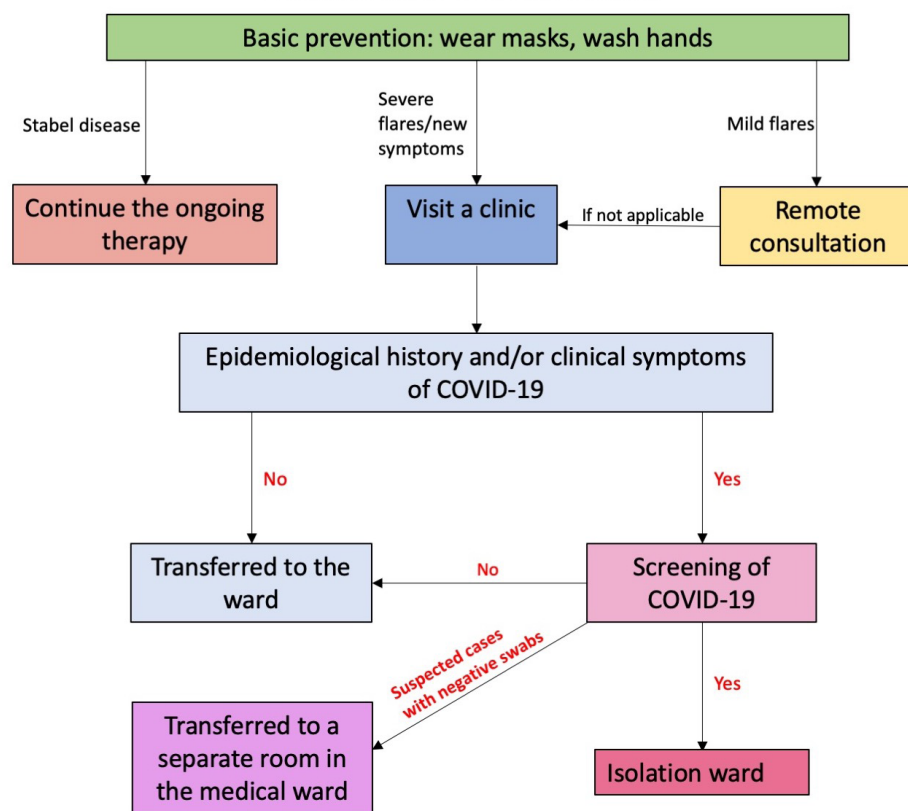 Basic prevention: wear masks, wash hands
Stabel disease
Severe
flares/new
symptoms
Mild flares
Continue the ongoing
therapy
Visit a clinic
If not applicable
Remote
consultation
Epidemiological history and/or clinical symptoms
of COVID-19
No
Yes
Transferred to the
ward
No
Screening of
COVID-19
Suspected cases
with negative swabs
Yes
Transferred to a
separate room in
the medical ward
Isolation ward